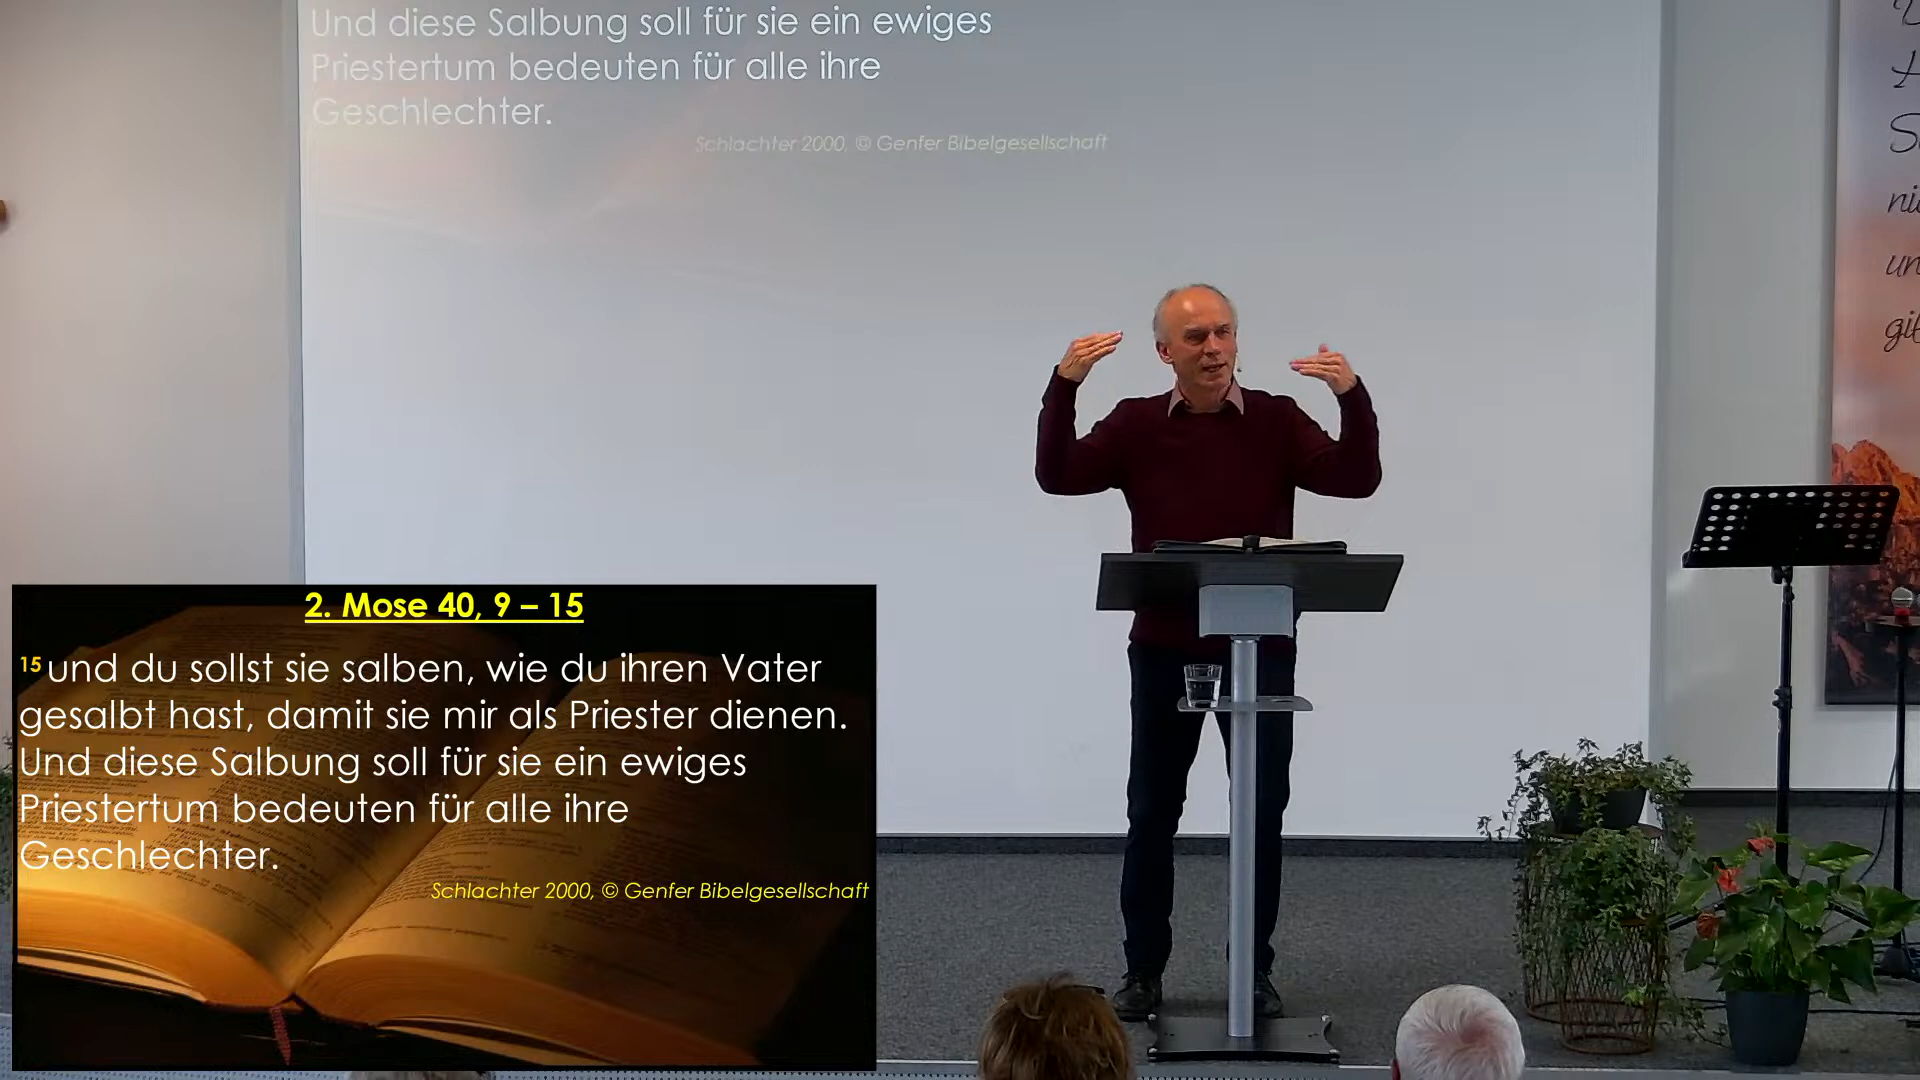 Und diese Salbung soll für sie ein ewiges
Priestertum bedeuten für alle ihre
Geschlechter.
Schlachter 2000, © Genfer Bibelgesellschaft
2. Mose 40, 9 – 15
15 und du sollst sie salben, wie du ihren Vater
gesalbt hast, damit sie mir als Priester dienen.
Und diese Salbung soll für sie ein ewiges
Priestertum bedeuten für alle ihre
Geschlechter.
Schlachter 2000, © Genfer Bibelgesellschaft